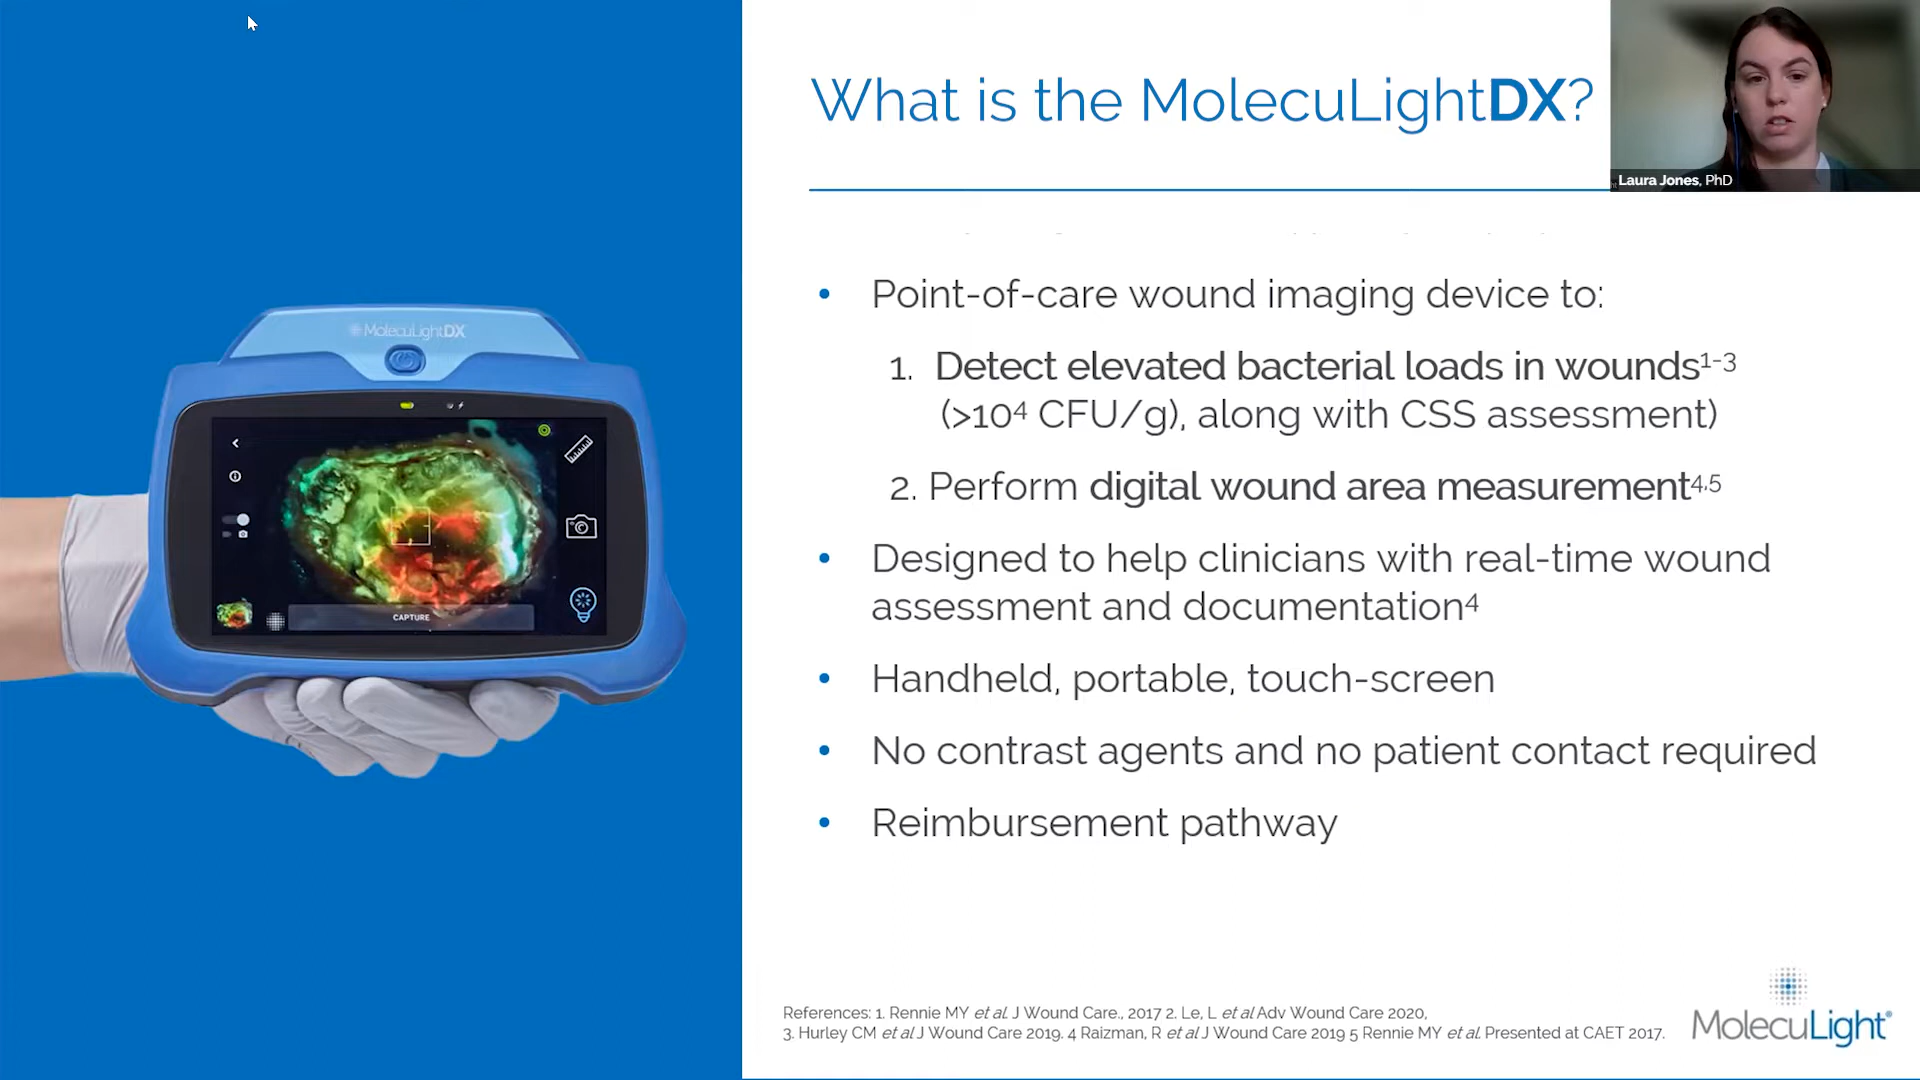 What is the MolecuLightDX?
Laura Jones, PhD
• Point-of-care wound imaging device to:
1. Detect elevated bacterial loads in wounds¹⁻³
(>10⁴ CFU/g), along with CSS assessment)
2. Perform digital wound area measurement⁴,⁵
• Designed to help clinicians with real-time wound
assessment and documentation⁴
• Handheld, portable, touch-screen
• No contrast agents and no patient contact required
• Reimbursement pathway
MolecuLightDX
CAPTURE
References: 1. Rennie MY et al. J Wound Care., 2017 2. Le, L et al Adv Wound Care 2020,
3. Hurley CM et al J Wound Care 2019. 4 Raizman, R et al J Wound Care 2019 5 Rennie MY et al. Presented at CAET 2017.
MolecuLight®